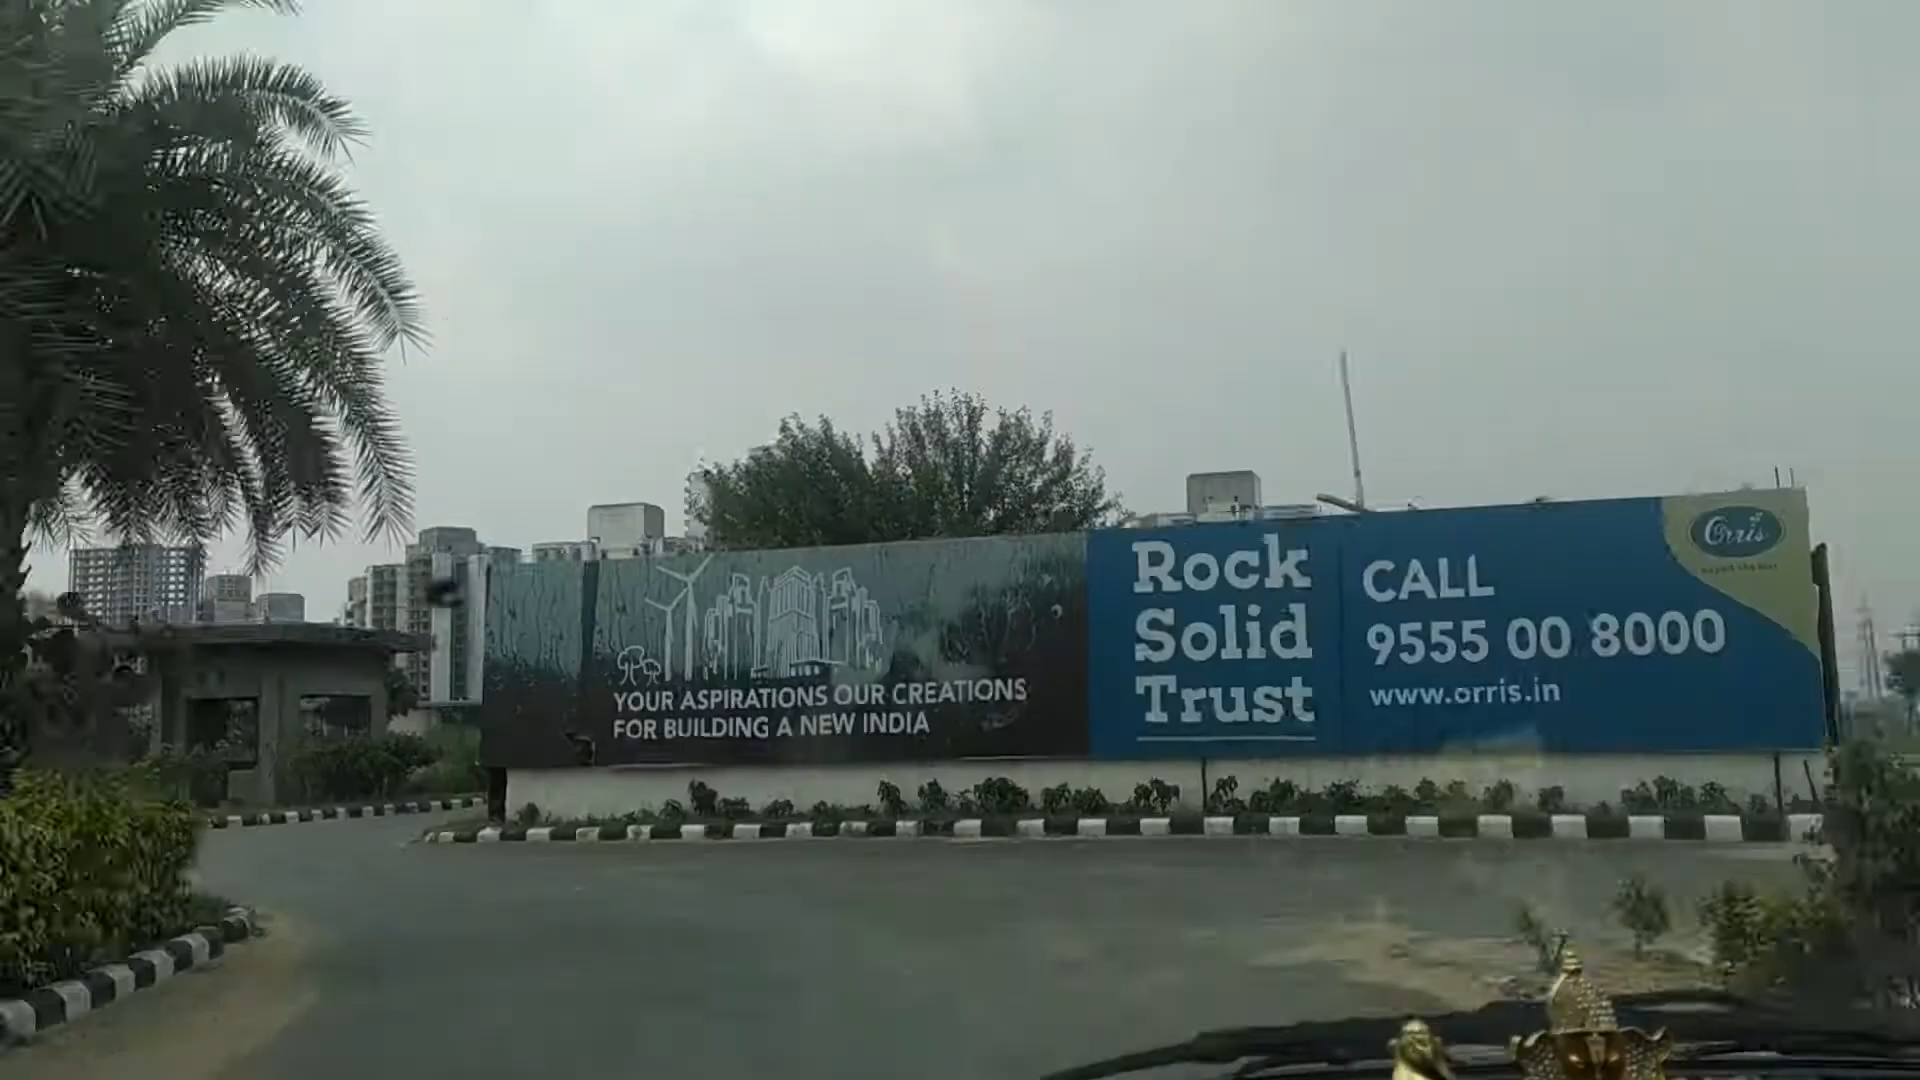 YOUR ASPIRATIONS OUR CREATIONS
FOR BUILDING A NEW INDIA
Rock
Solid
Trust
CALL
9555 00 8000
www.orris.in
Orris